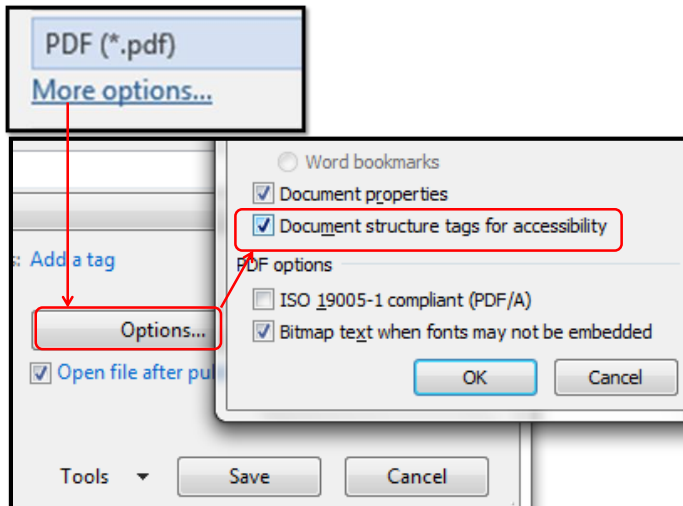 PDF (*.pdf)
More options...
Word bookmarks
Document properties
Document structure tags for accessibility
Add a tag
PDF options
ISO 19005-1 compliant (PDF/A)
Options...
Bitmap text when fonts may not be embedded
Open file after
OK Cancel
Tools Save Cancel